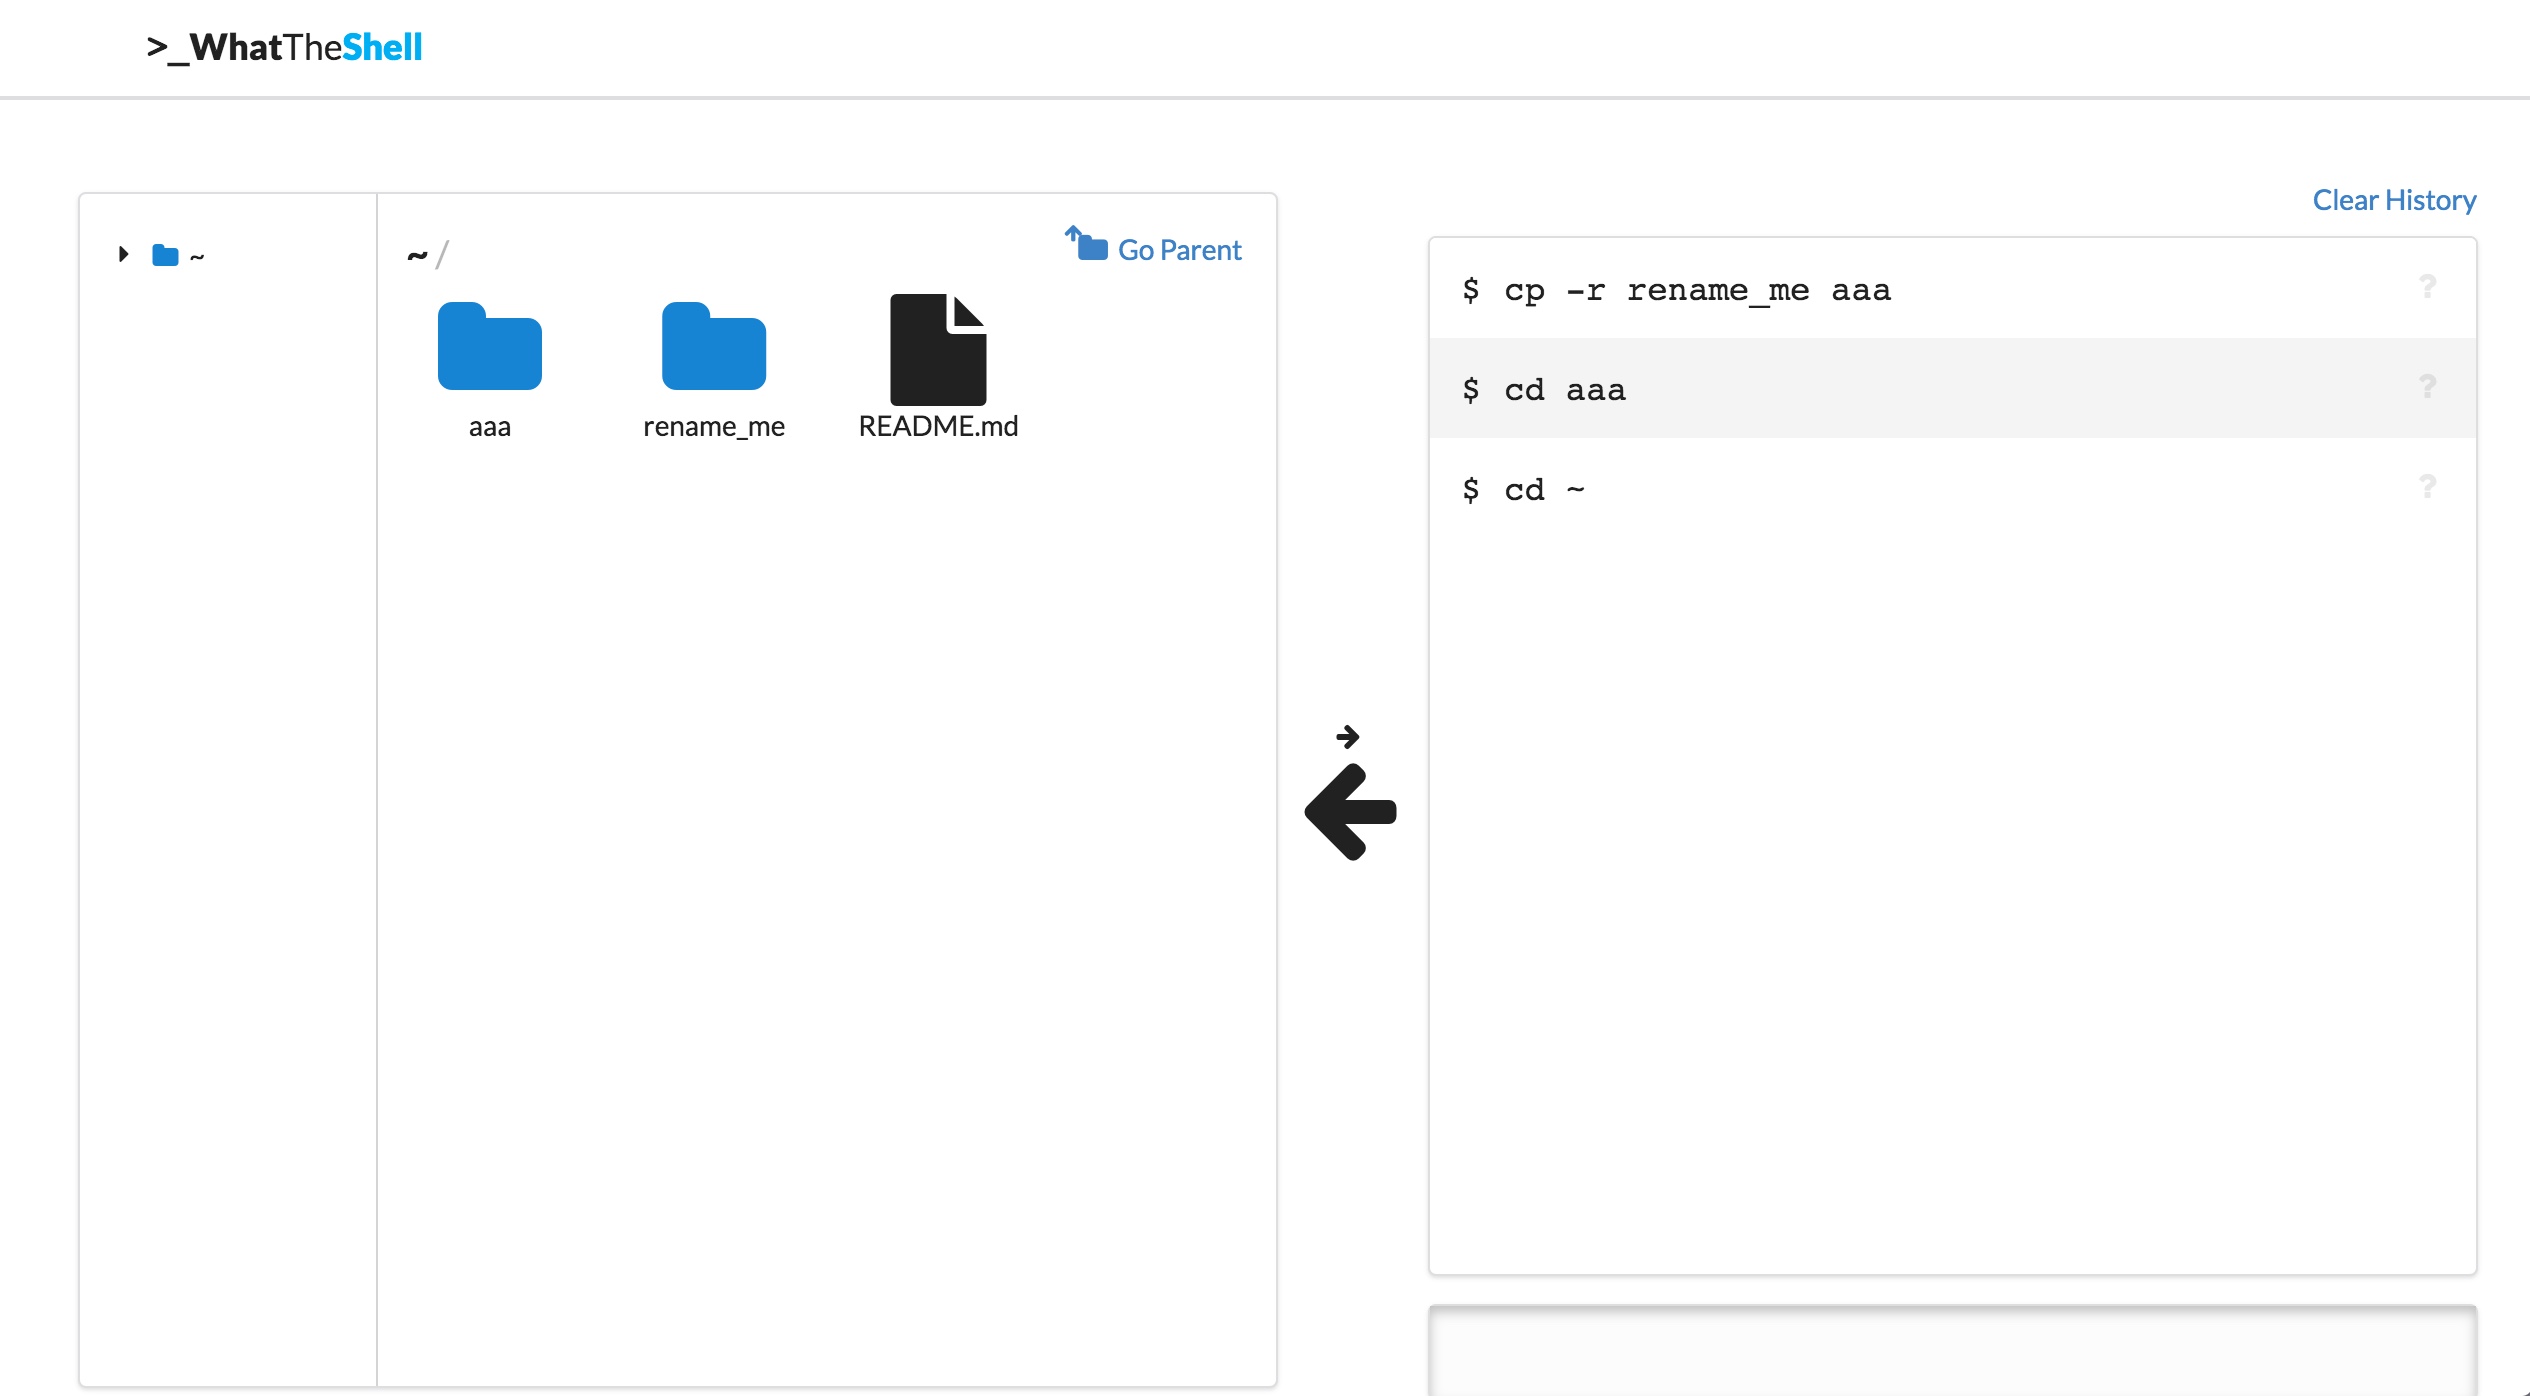 >_WhatTheShell
~
~ /
Go Parent
aaa
rename_me
README.md
Clear History
$ cp -r rename_me aaa ?
$ cd aaa ?
$ cd ~ ?